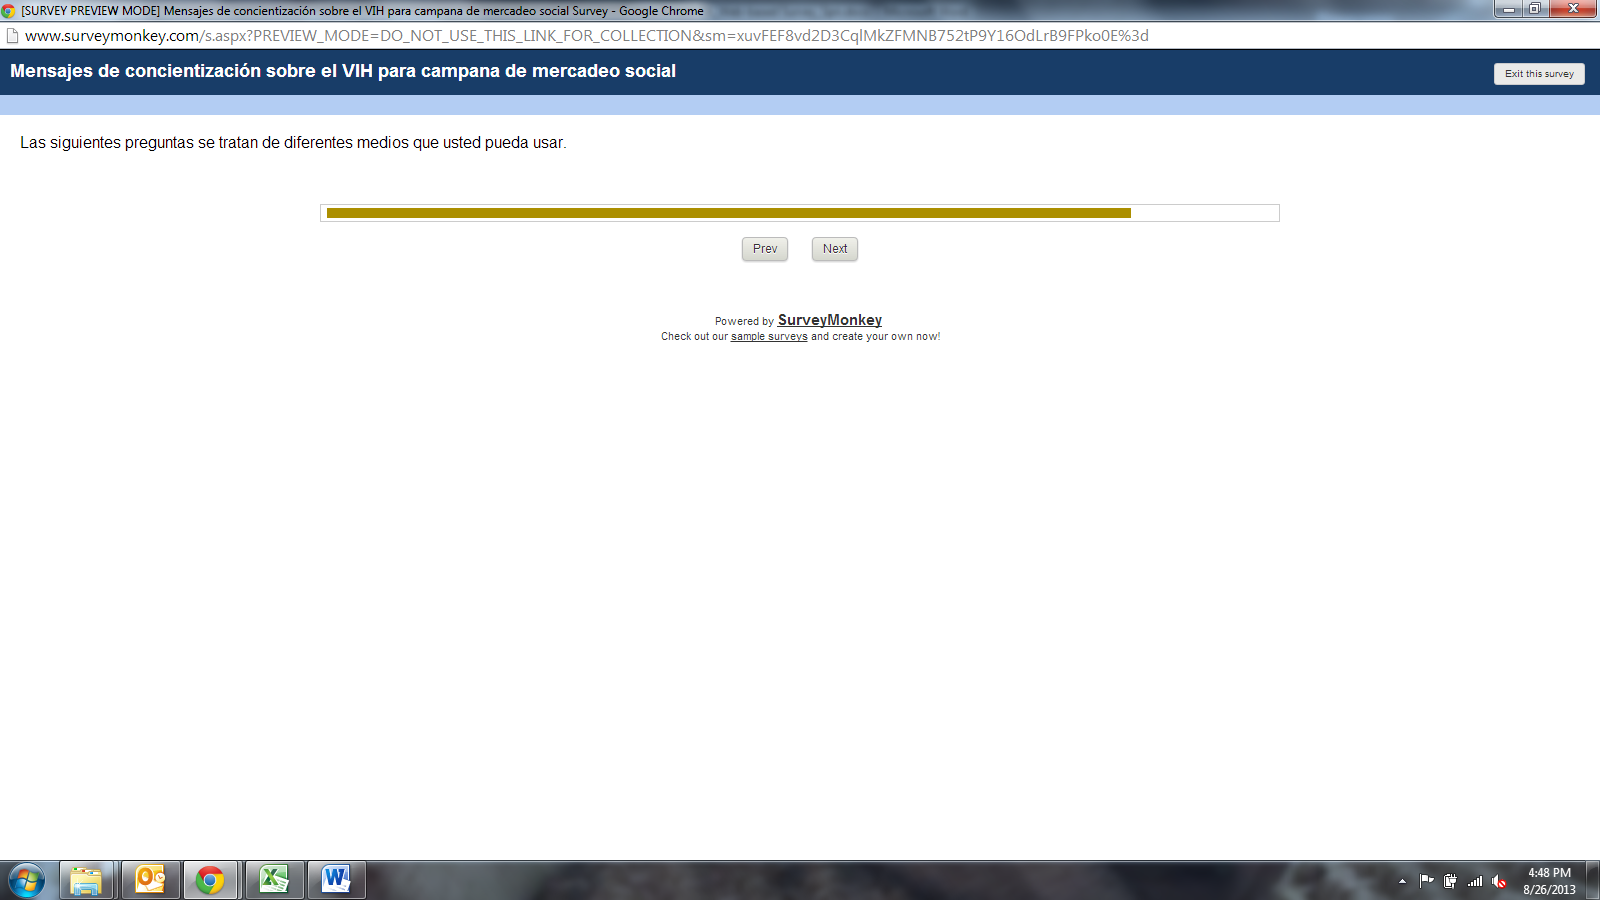 [SURVEY PREVIEW MODE] Mensajes de concientización sobre el VIH para campana de mercadeo social Survey - Google Chrome
www.surveymonkey.com/s.aspx?PREVIEW_MODE=DO_NOT_USE_THIS_LINK_FOR_COLLECTION&sm=xuvFEF8vd2D3CqlMkZFMNB752tP9Y16OdLrB9FPko0E%3d
Mensajes de concientización sobre el VIH para campana de mercadeo social
Exit this survey
Las siguientes preguntas se tratan de diferentes medios que usted pueda usar.
Prev Next
Powered by SurveyMonkey
Check out our sample surveys and create your own now!
4:48 PM
8/26/2013